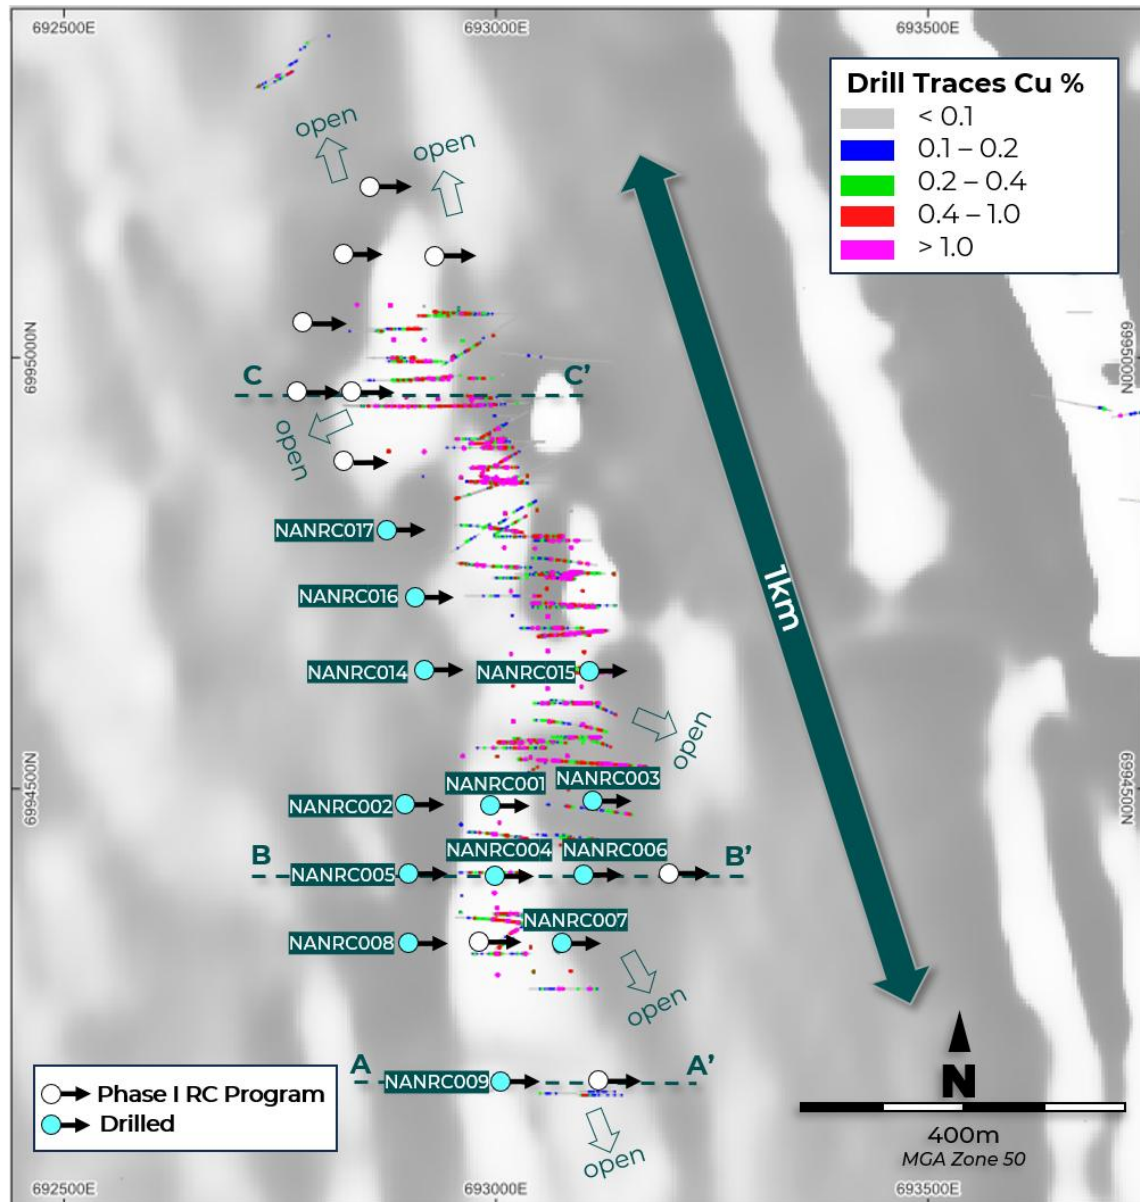 692500E
693000E
693500E
Drill Traces Cu %
< 0.1
0.1 – 0.2
0.2 – 0.4
0.4 – 1.0
> 1.0
open
open
6995000N
6995000N
C
C'
open
NANRC017
NANRC016
1km
NANRC014
NANRC015
open
NANRC003
NANRC001
NANRC002
6994500N
6994500N
B
NANRC004
NANRC006
B'
NANRC005
NANRC007
NANRC008
open
A
A'
NANRC009
Phase I RC Program
Drilled
N
400m
MGA Zone 50
open
692500E
693000E
693500E